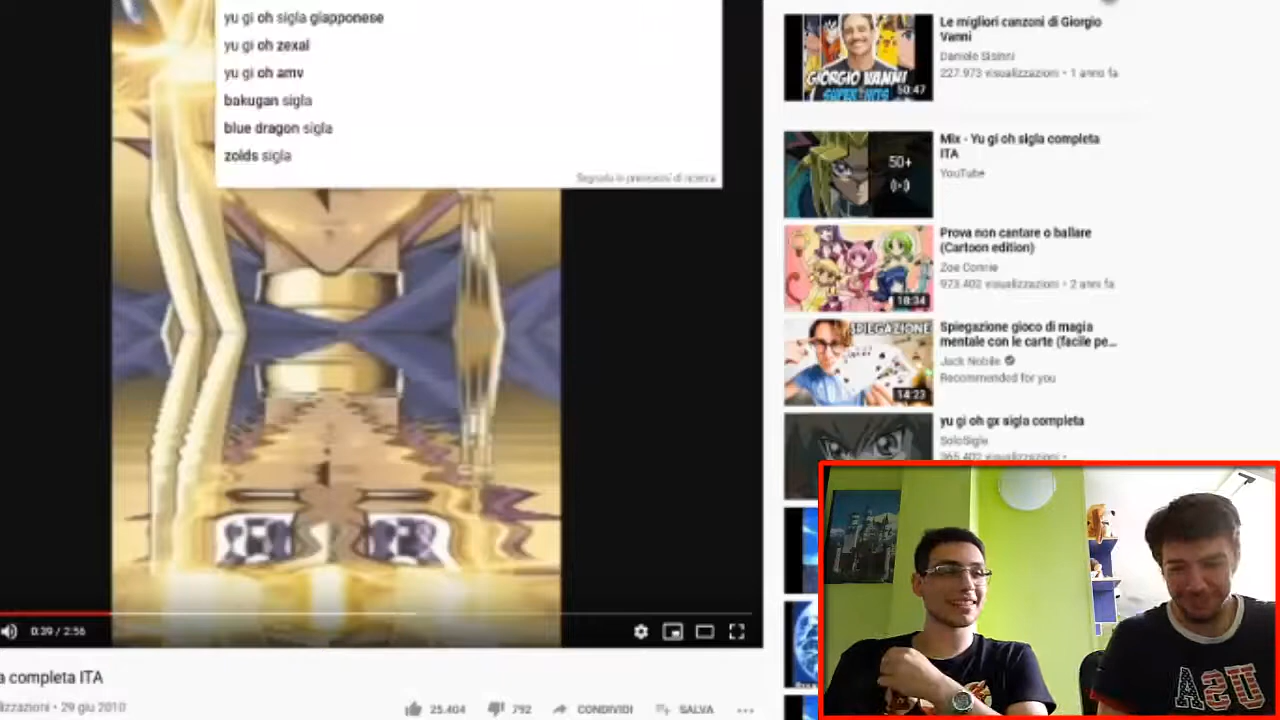 yu gi oh sigla giapponese
yu gi oh zexal
yu gi oh amv
bakugan sigla
blue dragon sigla
zoids sigla
Segnala le previsioni di ricerca
0:39 / 2:56
a completa ITA
lizzazioni • 29 giu 2010
25.404
792
CONDIVIDI
SALVA
GIORGIO VANNI
SUPER HITS
50:47
Le migliori canzoni di Giorgio
Vanni
Daniele Sisinni
227.973 visualizzazioni • 1 anno fa
50+
Mix - Yu gi oh sigla completa
ITA
YouTube
18:34
Prova non cantare o ballare
(Cartoon edition)
Zoe Connie
973.402 visualizzazioni • 2 anni fa
SPIEGAZIONE
14:23
Spiegazione gioco di magia
mentale con le carte (facile pe...
Jack Nobile
Recommended for you
yu gi oh gx sigla completa
SoloSigle
365.402 visualizzazioni •
USA